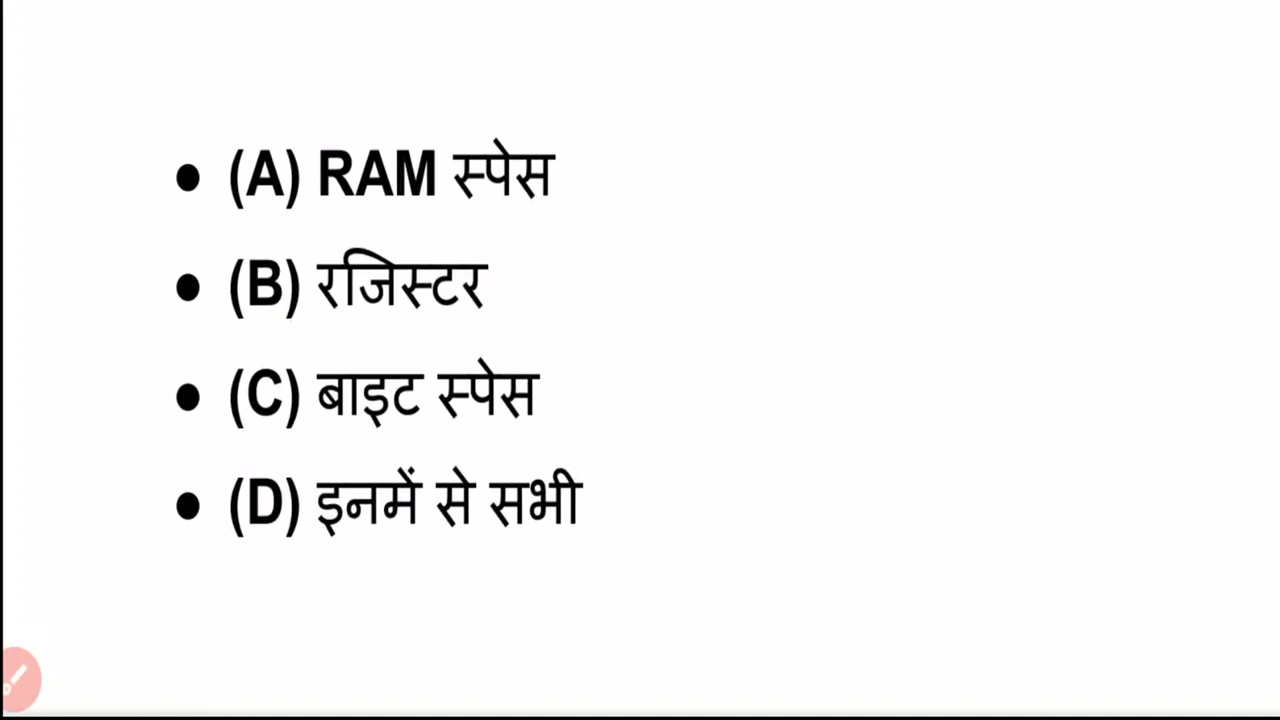 • (A) RAM स्पेस
• (B) रजिस्टर
• (C) बाइट स्पेस
• (D) इनमें से सभी